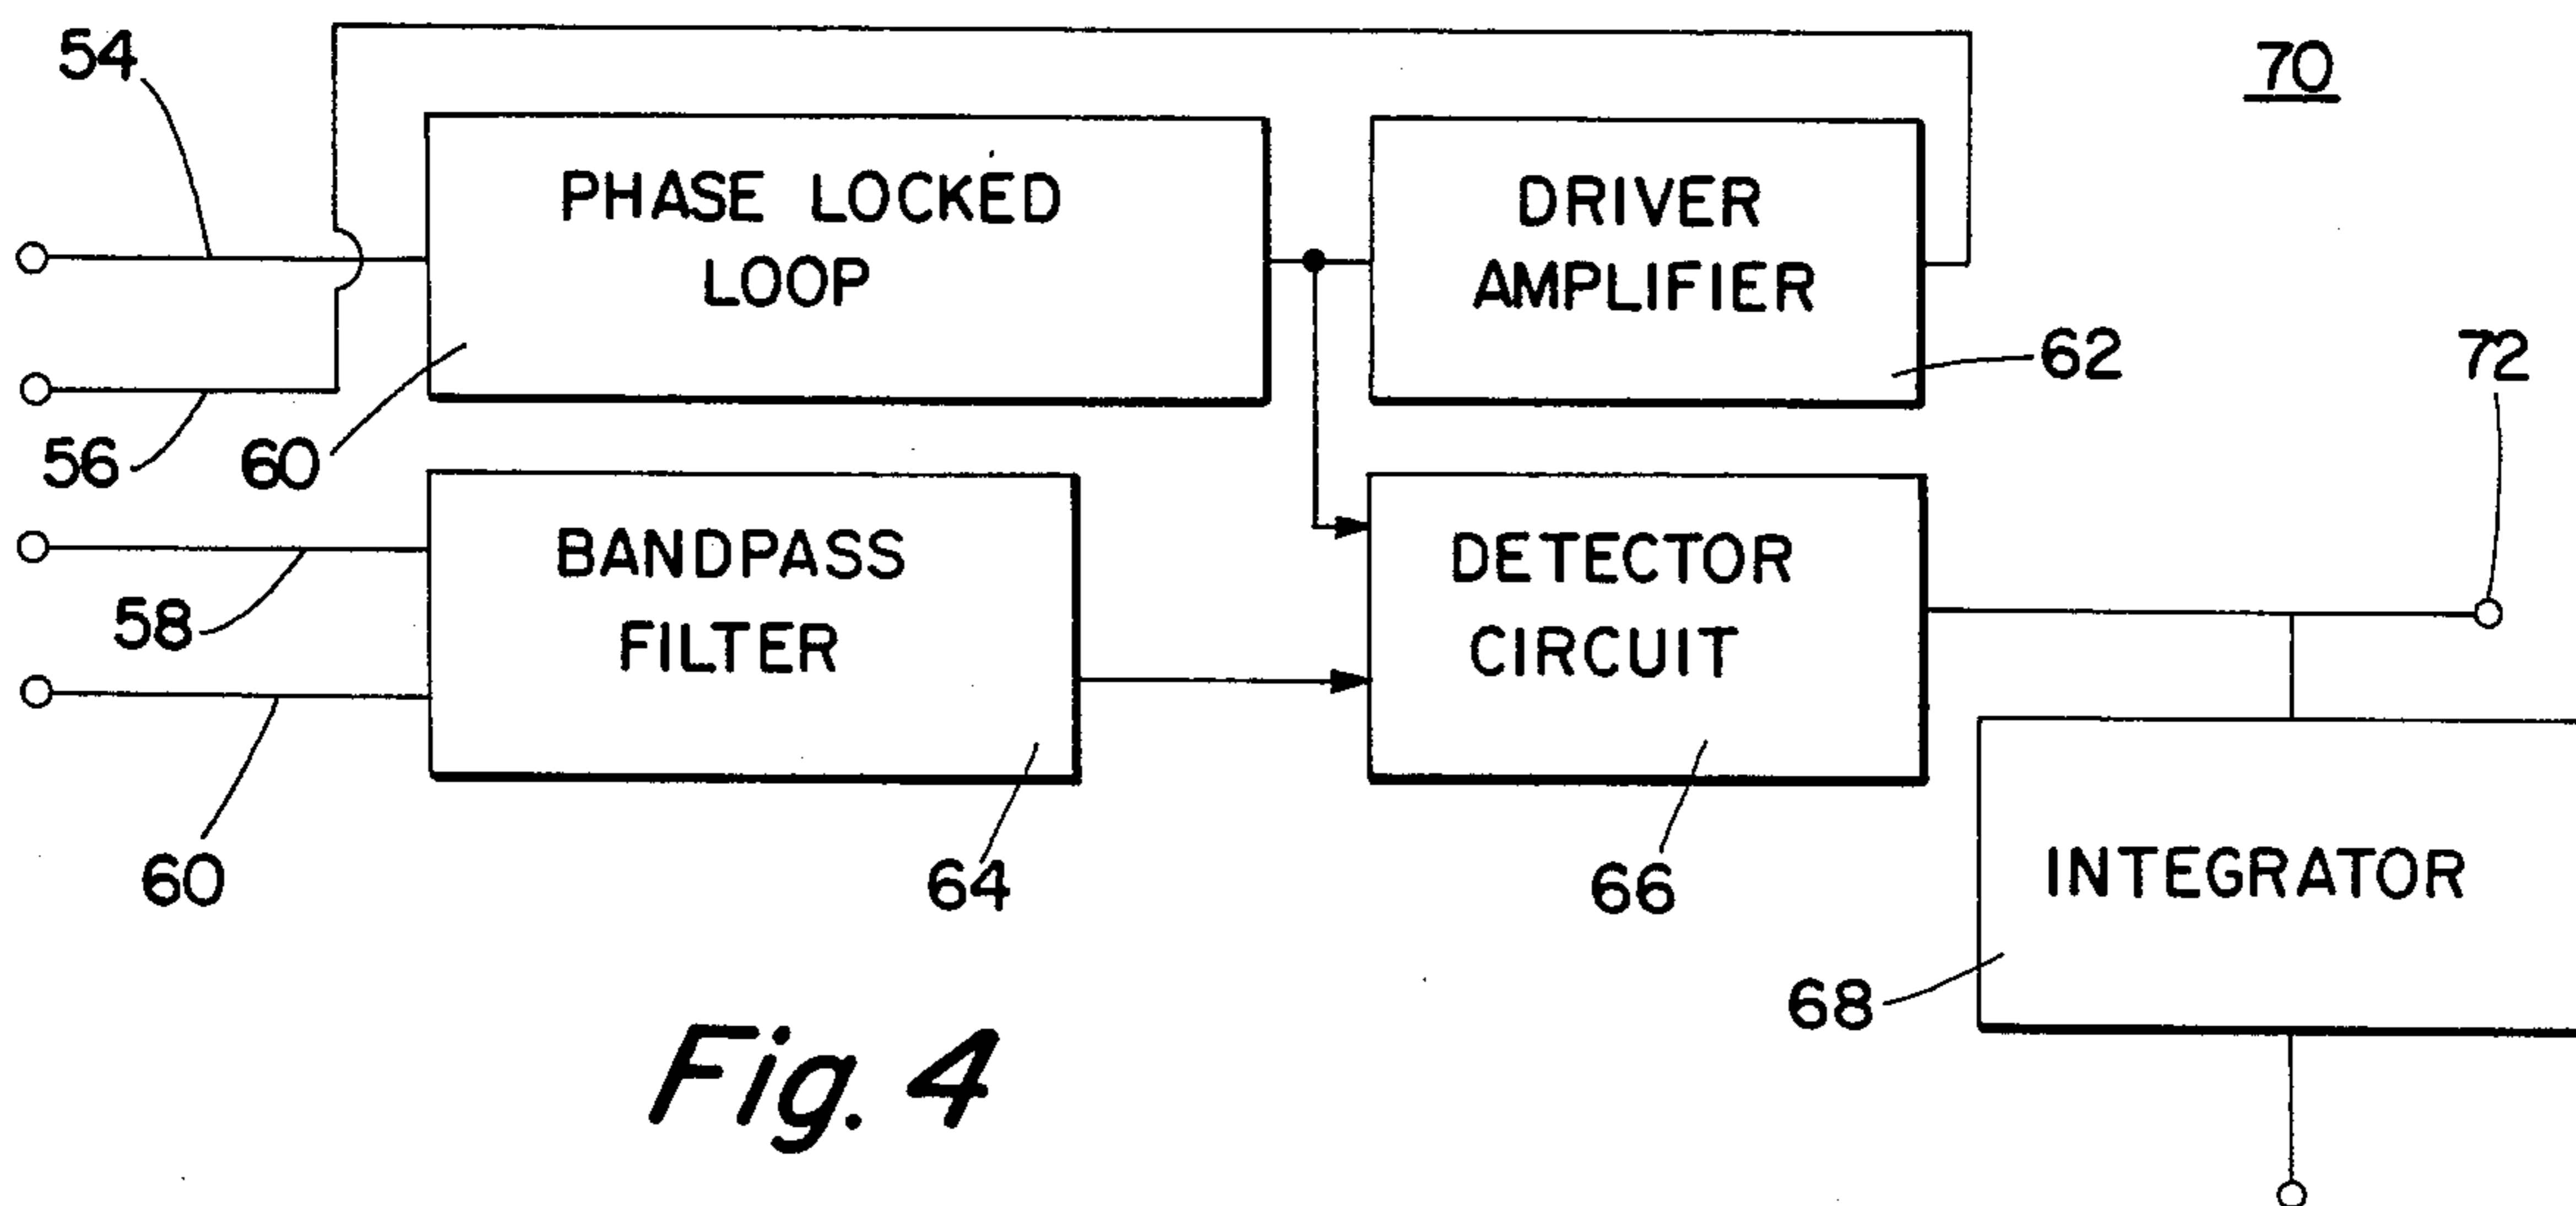 54
70
PHASE LOCKED
LOOP
DRIVER
AMPLIFIER
62
72
56
60
BANDPASS
FILTER
DETECTOR
CIRCUIT
58
60
64
66
INTEGRATOR
68
Fig. 4